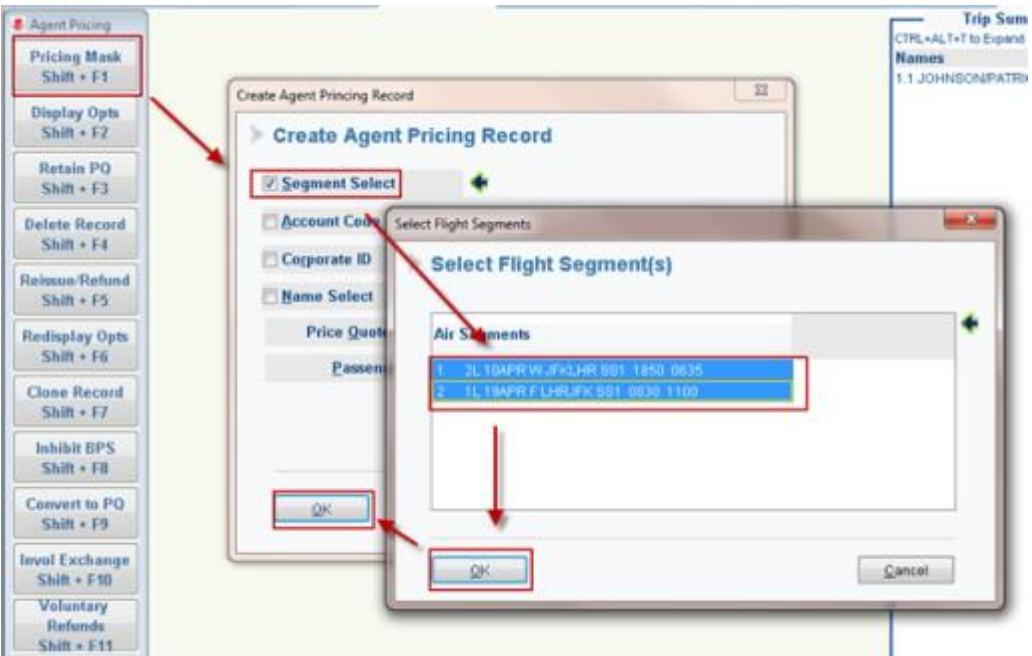 Agent Pricing
Pricing Mask
Shift + F1
Display Opts
Shift + F2
Retain PQ
Shift + F3
Delete Record
Shift + F4
Reissue/Refund
Shift + F5
Redisplay Opts
Shift + F6
Clone Record
Shift + F7
Inhibit BPS
Shift + F8
Convert to PQ
Shift + F9
Invol Exchange
Shift + F10
Voluntary
Refunds
Shift + F11
Create Agent Princing Record
Create Agent Pricing Record
Segment Select
Account Code
Corporate ID
Name Select
Price Quote
Passen
OK
Select Flight Segments
Select Flight Segment(s)
Air Segments
1 2L 10APR W JFKLHR SS1 1850 0635
2 1L 19APR F LHRJFK SS1 0830 1100
OK
Cancel
Trip Sum
CTRL+ALT+T to Expand
Names
1.1 JOHNSON/PATRI